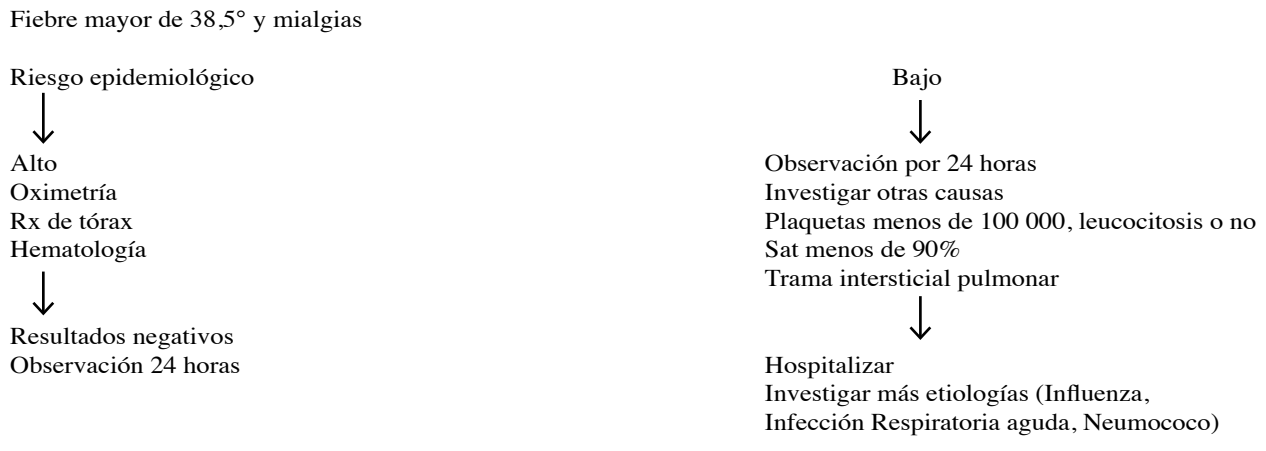 Fiebre mayor de 38,5° y mialgias
Riesgo epidemiológico
Alto
Oximetría
Rx de tórax
Hematología
Resultados negativos
Observación 24 horas
Bajo
Observación por 24 horas
Investigar otras causas
Plaquetas menos de 100 000, leucocitosis o no
Sat menos de 90%
Trama intersticial pulmonar
Hospitalizar
Investigar más etiologías (Influenza,
Infección Respiratoria aguda, Neumococo)